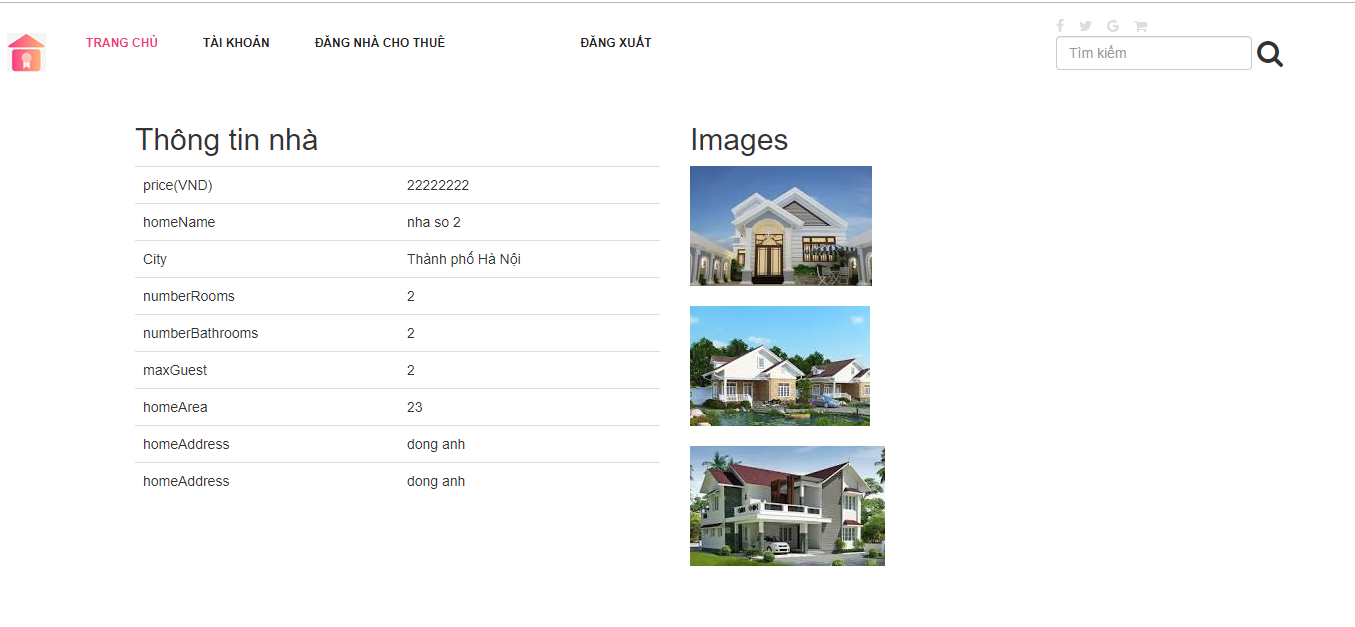 TRANG CHỦ
TÀI KHOẢN
ĐĂNG NHÀ CHO THUÊ
ĐĂNG XUẤT
Tìm kiếm
Thông tin nhà
price(VND) 22222222
homeName nha so 2
City Thành phố Hà Nội
numberRooms 2
numberBathrooms 2
maxGuest 2
homeArea 23
homeAddress dong anh
homeAddress dong anh
Images